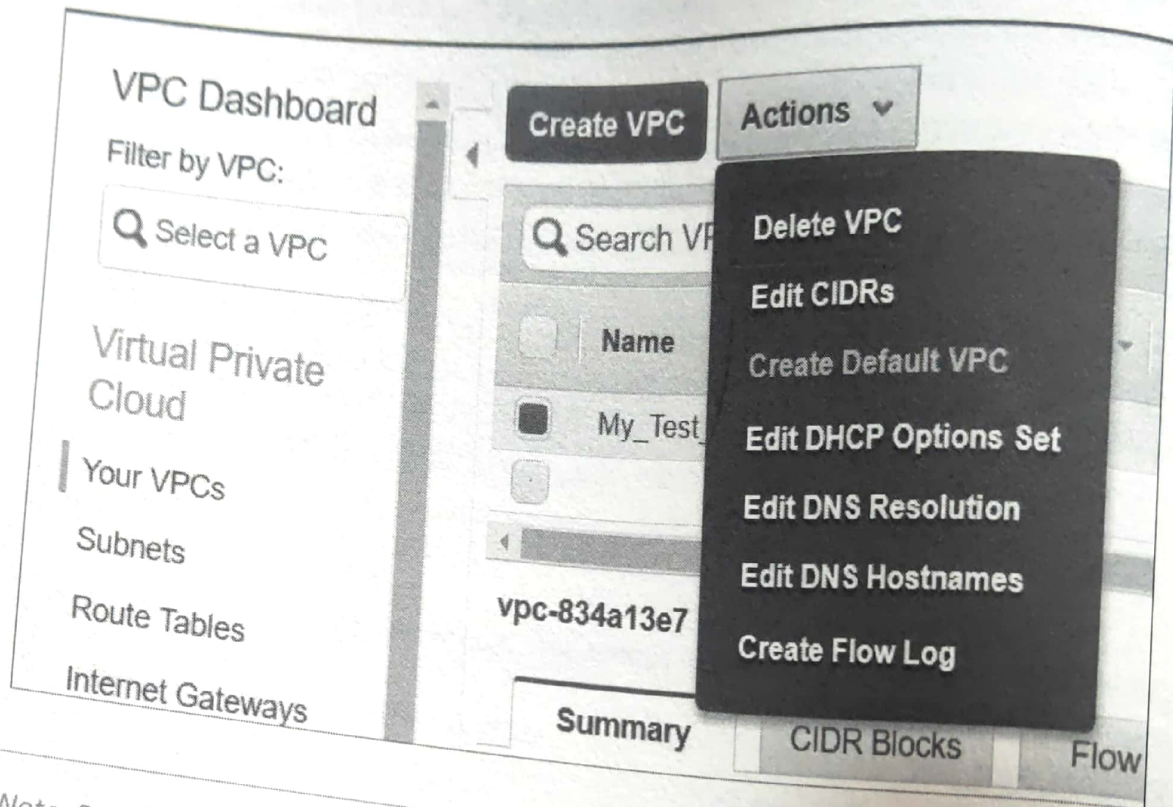 VPC Dashboard
Filter by VPC:
Select a VPC
Virtual Private
Cloud
Your VPCs
Subnets
Route Tables
Internet Gateways
Create VPC
Actions
Search VP
Name
My_Test_
vpc-834a13e7
Summary
CIDR Blocks
Flow
Delete VPC
Edit CIDRs
Create Default VPC
Edit DHCP Options Set
Edit DNS Resolution
Edit DNS Hostnames
Create Flow Log